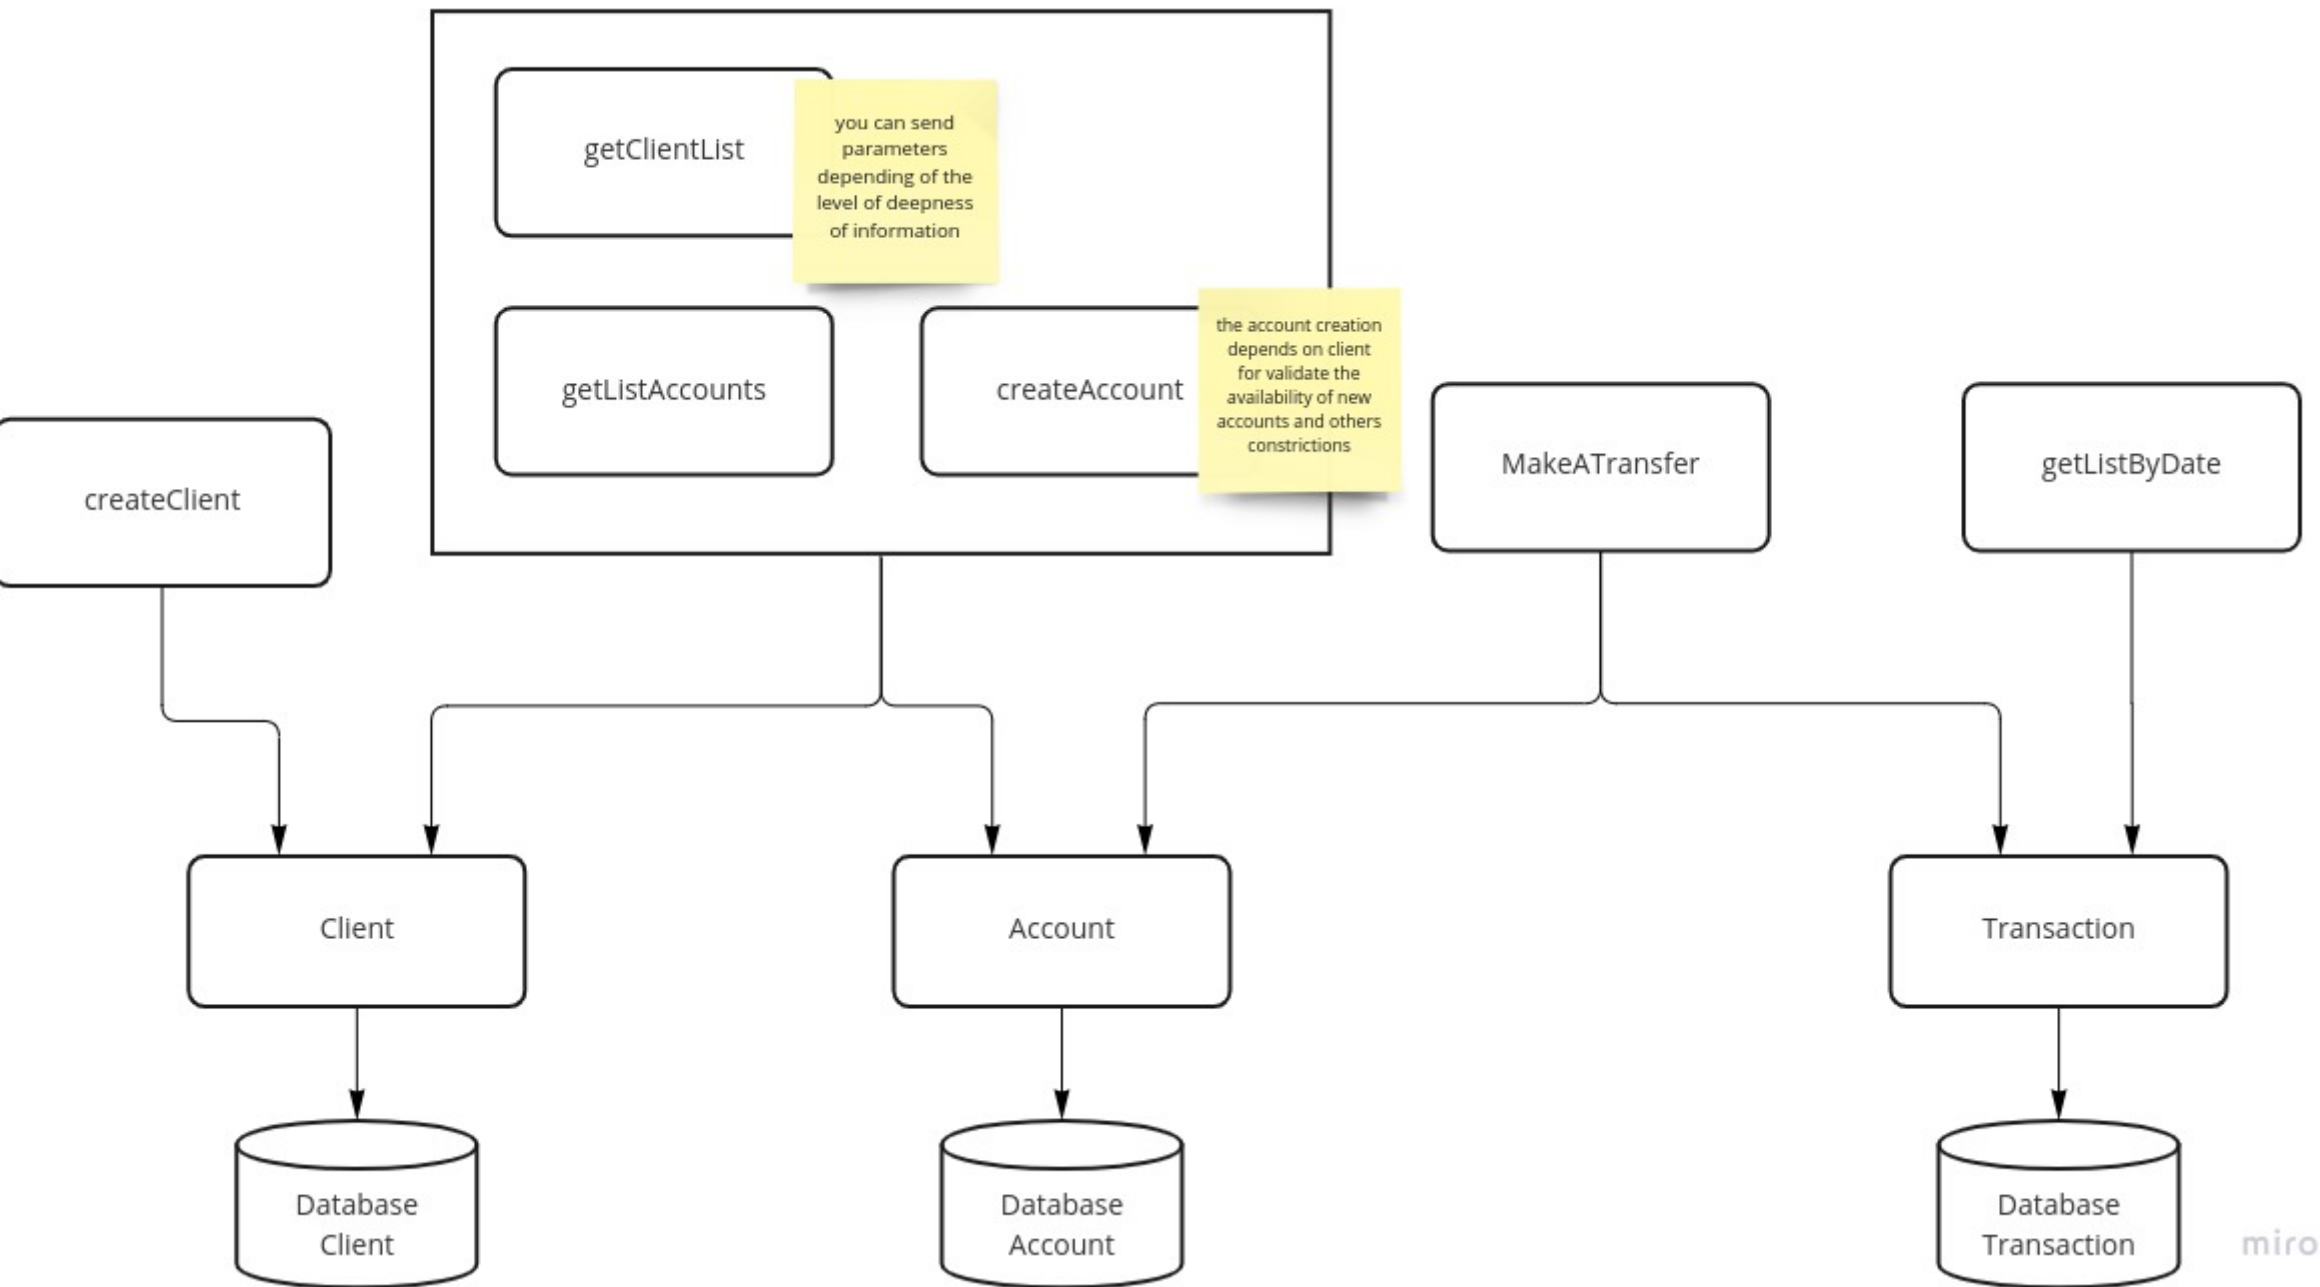 getClientList
you can send
parameters
depending of the
level of deepness
of information
getListAccounts
createAccount
the account creation
depends on client
for validate the
availability of new
accounts and others
constrictions
createClient
MakeATransfer
getListByDate
Client
Account
Transaction
Database
Client
Database
Account
Database
Transaction
miro